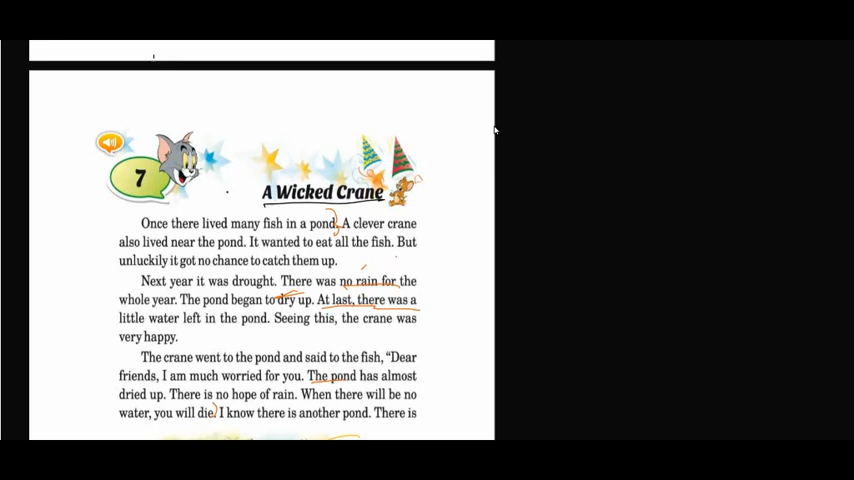 7
A Wicked Crane
Once there lived many fish in a pond. A clever crane
also lived near the pond. It wanted to eat all the fish. But
unluckily it got no chance to catch them up.
Next year it was drought. There was no rain for the
whole year. The pond began to dry up. At last, there was a
little water left in the pond. Seeing this, the crane was
very happy.
The crane went to the pond and said to the fish, “Dear
friends, I am much worried for you. The pond has almost
dried up. There is no hope of rain. When there will be no
water, you will die. I know there is another pond. There is